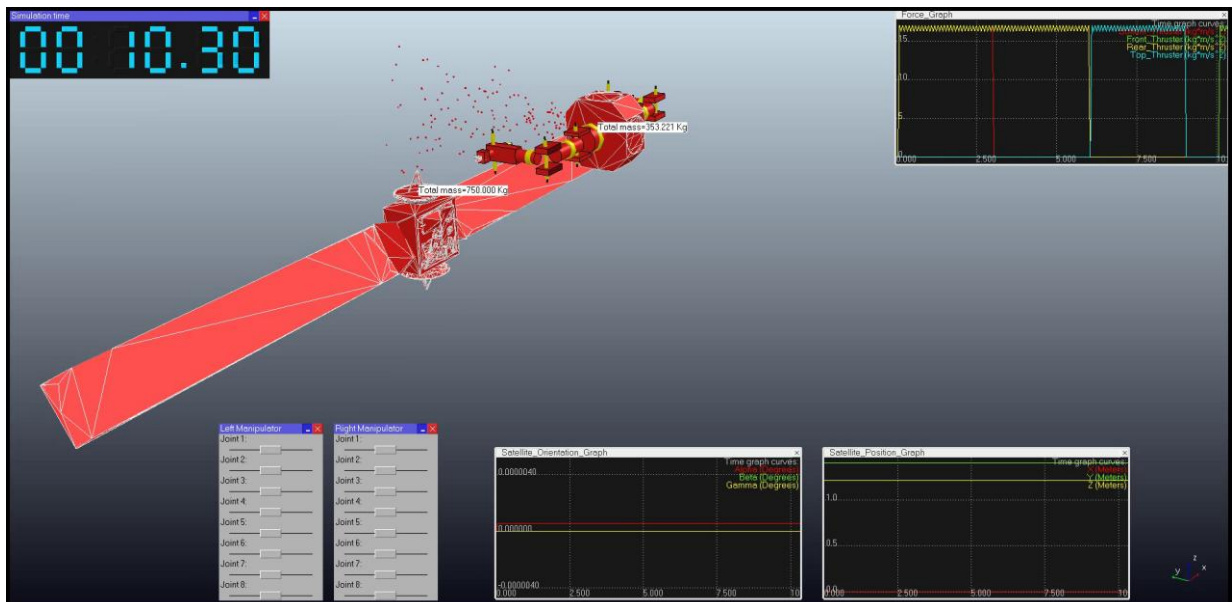 Simulation time
00 10.30
Total mass=353.221 Kg
Total mass=750.000 Kg
Force_Graph
Time graph curves:
Front_Thruster (kg*m/s^2)
Rear_Thruster (kg*m/s^2)
Top_Thruster (kg*m/s^2)
15.
10.
5.
0.
0.000 2.500 5.000 7.500 10
Left Manipulator
Joint 1:
Joint 2:
Joint 3:
Joint 4:
Joint 5:
Joint 6:
Joint 7:
Joint 8:
Right Manipulator
Joint 1:
Joint 2:
Joint 3:
Joint 4:
Joint 5:
Joint 6:
Joint 7:
Joint 8:
Satellite_Orientation_Graph
Time graph curves:
Alpha (Degrees)
Beta (Degrees)
Gamma (Degrees)
0.0000040
0.000000
-0.0000040
0.000 2.500 5.000 7.500 10
Satellite_Position_Graph
Time graph curves:
X (Meters)
Y (Meters)
Z (Meters)
1.0
0.5
0.0
0.000 2.500 5.000 7.500 10
z
y x